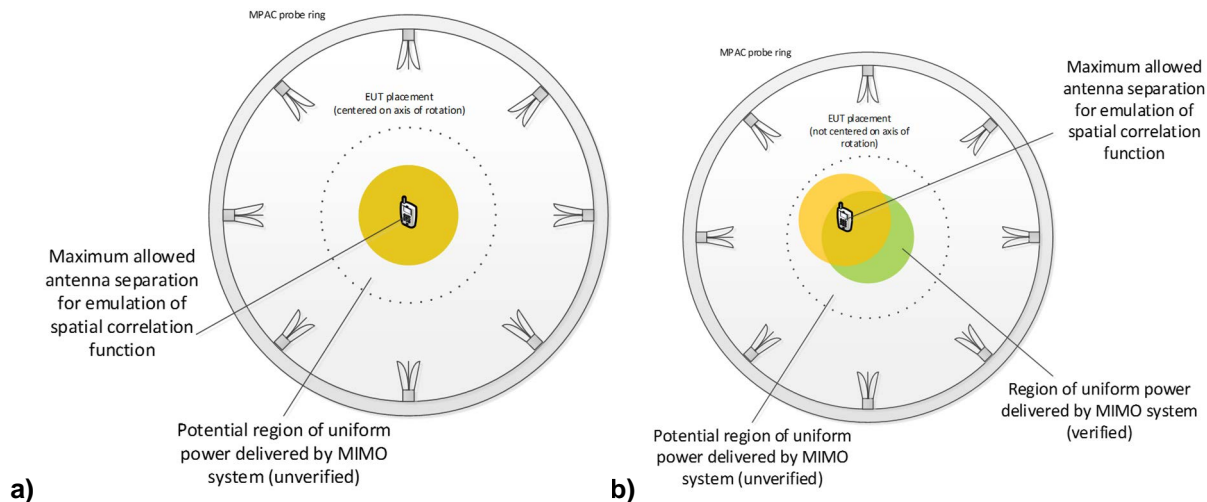 MPAC probe ring
EUT placement
(centered on axis of rotation)
Maximum allowed
antenna separation
for emulation of
spatial correlation
function
Potential region of uniform
power delivered by MIMO
system (unverified)
a)
MPAC probe ring
Maximum allowed
antenna separation
for emulation of
spatial correlation
function
EUT placement
(not centered on axis of
rotation)
Region of uniform power
delivered by MIMO system
(verified)
Potential region of uniform
power delivered by MIMO
system (unverified)
b)